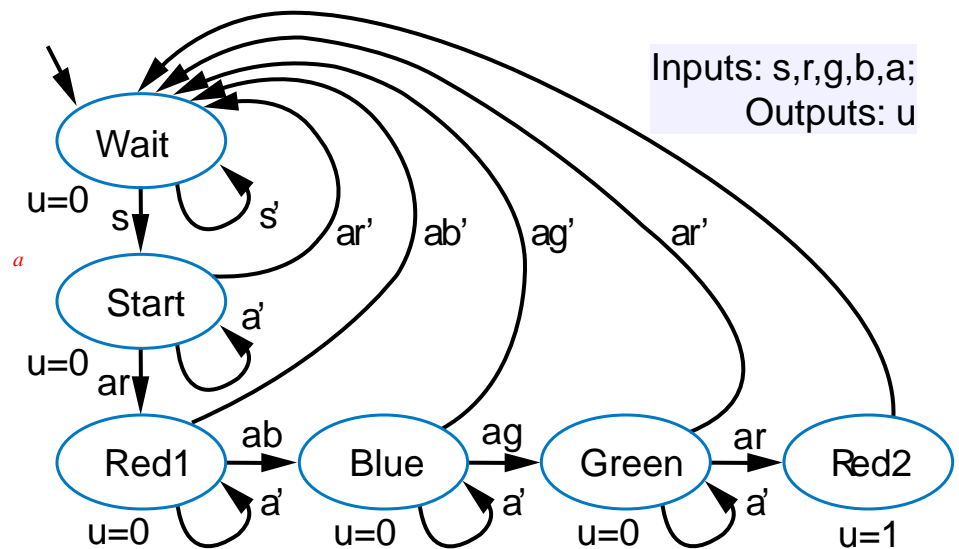 Inputs: s,r,g,b,a;
Outputs: u
Wait
u=0
s
s’
ar’
ab’
ag’
ar’
a
Start
a’
u=0
ar
Red1
ab
Blue
ag
Green
ar
Red2
a’
a’
a’
u=0
u=0
u=0
u=1